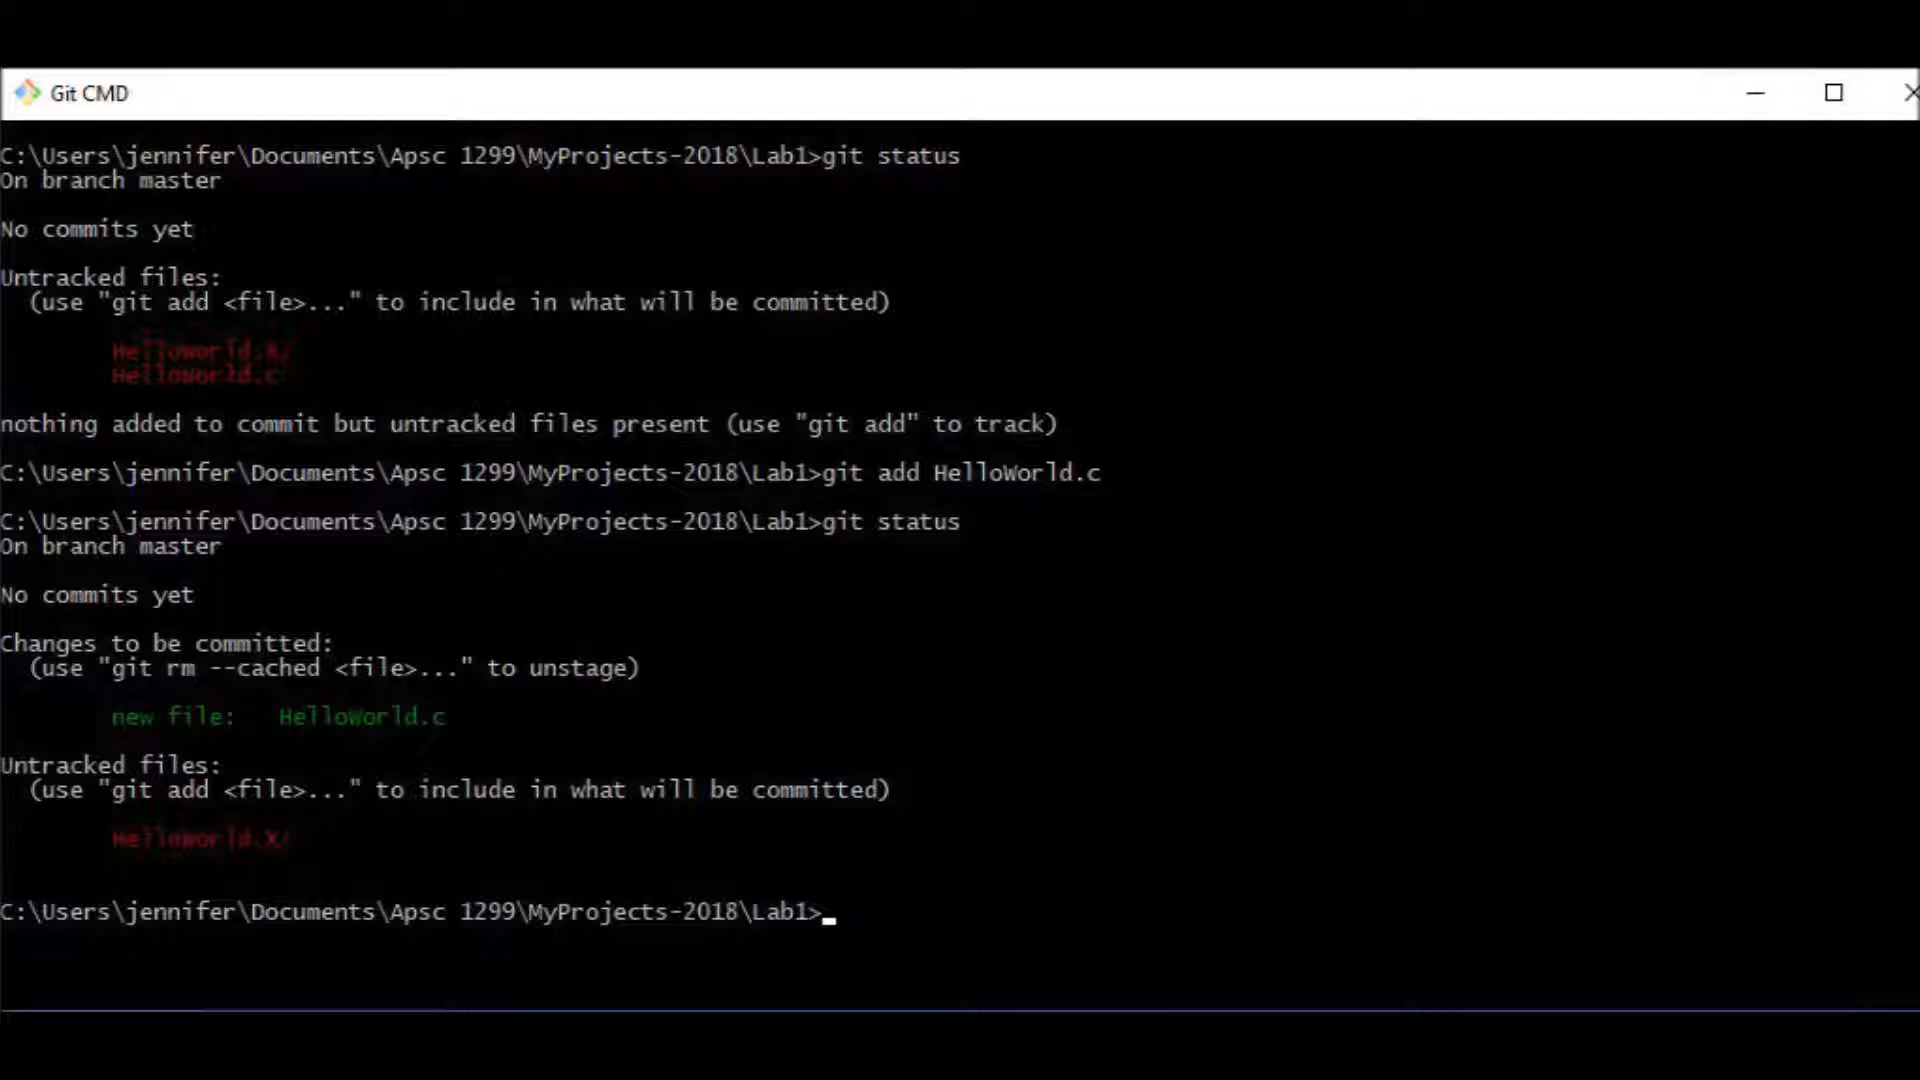 Git CMD
C:\Users\jennifer\Documents\Apsc 1299\MyProjects-2018\Lab1>git status
On branch master
No commits yet
Untracked files:
(use "git add <file>..." to include in what will be committed)
HelloWorld.X/
HelloWorld.c
nothing added to commit but untracked files present (use "git add" to track)
C:\Users\jennifer\Documents\Apsc 1299\MyProjects-2018\Lab1>git add HelloWorld.c
C:\Users\jennifer\Documents\Apsc 1299\MyProjects-2018\Lab1>git status
On branch master
No commits yet
Changes to be committed:
(use "git rm --cached <file>..." to unstage)
new file:   HelloWorld.c
Untracked files:
(use "git add <file>..." to include in what will be committed)
HelloWorld.X/
C:\Users\jennifer\Documents\Apsc 1299\MyProjects-2018\Lab1>